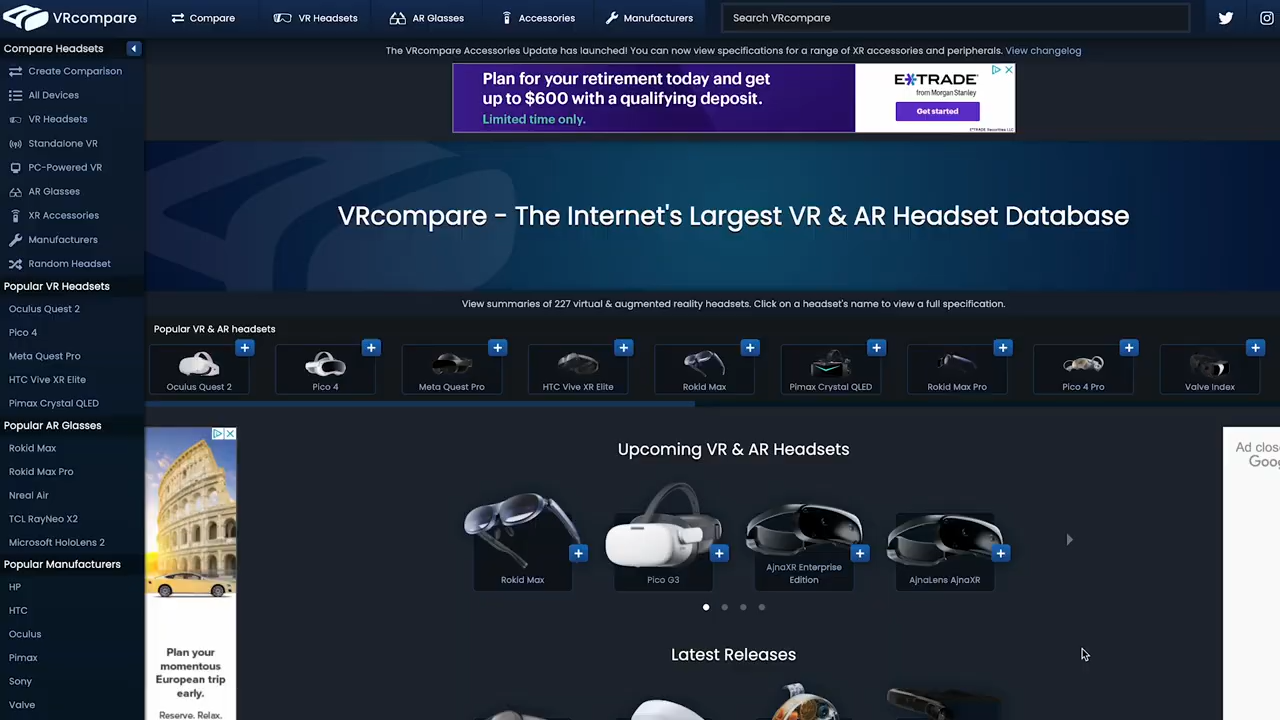 VRcompare
Compare
VR Headsets
AR Glasses
Accessories
Manufacturers
Search VRcompare
Compare Headsets
Create Comparison
All Devices
VR Headsets
Standalone VR
PC-Powered VR
AR Glasses
XR Accessories
Manufacturers
Random Headset
Popular VR Headsets
Oculus Quest 2
Pico 4
Meta Quest Pro
HTC Vive XR Elite
Pimax Crystal QLED
Popular AR Glasses
Rokid Max
Rokid Max Pro
Nreal Air
TCL RayNeo X2
Microsoft HoloLens 2
Popular Manufacturers
HP
HTC
Oculus
Pimax
Sony
Valve
The VRcompare Accessories Update has launched! You can now view specifications for a range of XR accessories and peripherals. View changelog
Plan for your retirement today and get
up to $600 with a qualifying deposit.
Limited time only.
E*TRADE
from Morgan Stanley
Get started
E*TRADE Securities LLC
VRcompare - The Internet's Largest VR & AR Headset Database
View summaries of 227 virtual & augmented reality headsets. Click on a headset's name to view a full specification.
Popular VR & AR headsets
Oculus Quest 2
Pico 4
Meta Quest Pro
HTC Vive XR Elite
Rokid Max
Pimax Crystal QLED
Rokid Max Pro
Pico 4 Pro
Valve Index
Upcoming VR & AR Headsets
Rokid Max
Pico G3
AjnaXR Enterprise
Edition
AjnaLens AjnaXR
Latest Releases
Plan your
momentous
European trip
early.
Reserve. Relax.
Ad clos
Goog